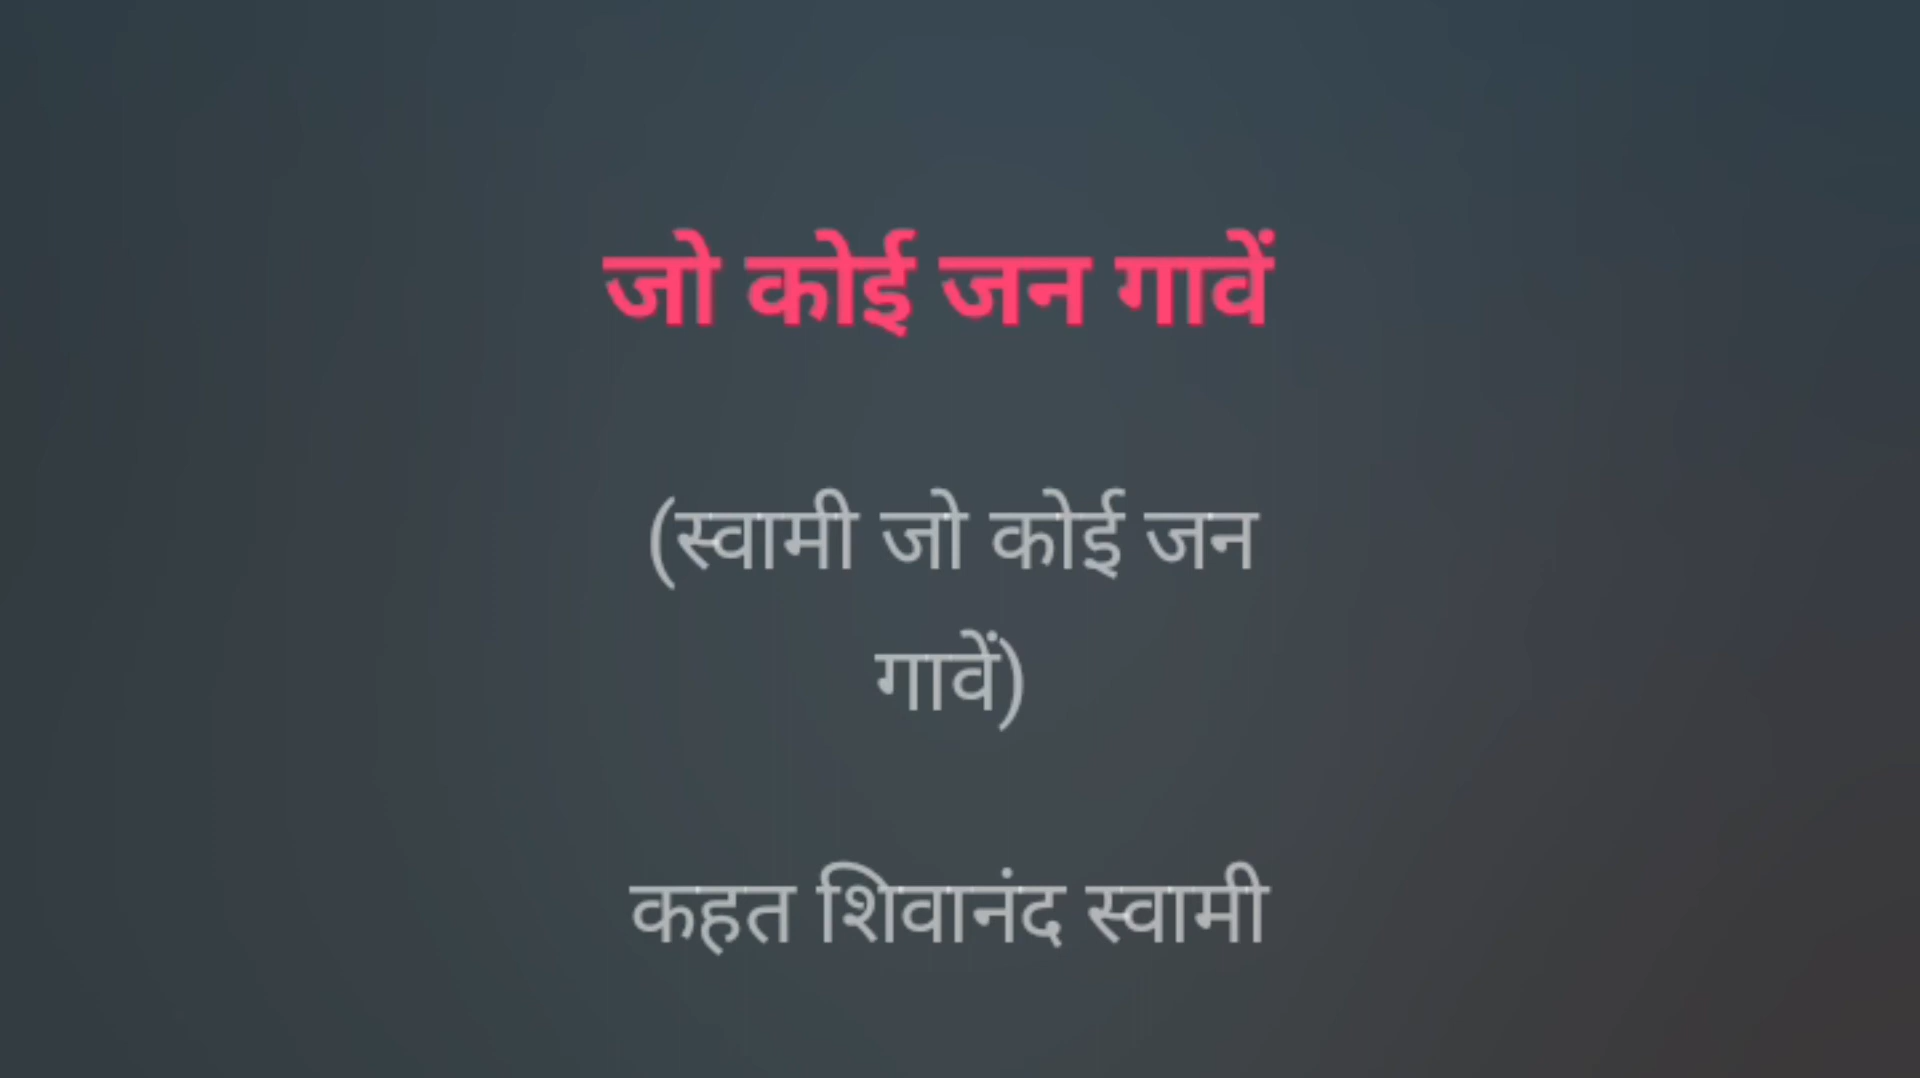 जो कोई जन गावें
(स्वामी जो कोई जन
गावें)
कहत शिवानंद स्वामी